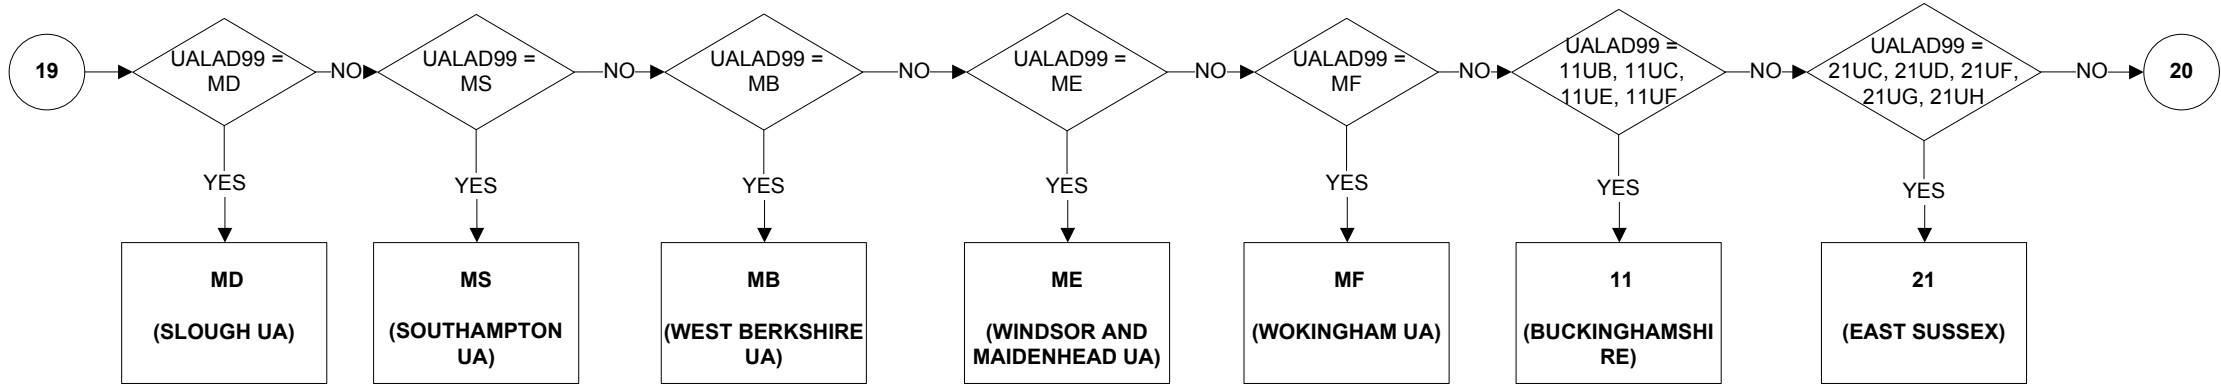 19
UALAD99 =
MD
NO
UALAD99 =
MS
NO
UALAD99 =
MB
NO
UALAD99 =
ME
NO
UALAD99 =
MF
NO
UALAD99 =
11UB, 11UC,
11UE, 11UF
NO
UALAD99 =
21UC, 21UD, 21UF,
21UG, 21UH
NO
20
YES
YES
YES
YES
YES
YES
YES
MD
(SLOUGH UA)
MS
(SOUTHAMPTON
UA)
MB
(WEST BERKSHIRE
UA)
ME
(WINDSOR AND
MAIDENHEAD UA)
MF
(WOKINGHAM UA)
11
(BUCKINGHAMSHI
RE)
21
(EAST SUSSEX)